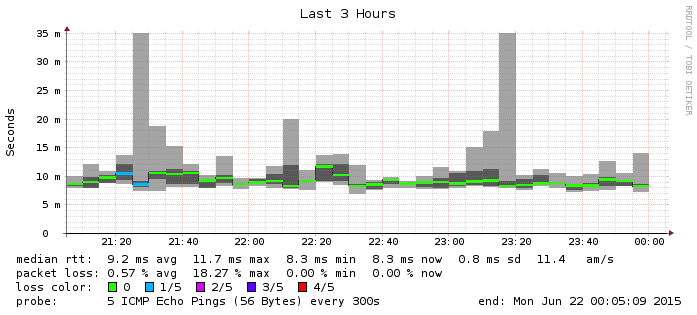 Last 3 Hours
RRDTOOL / TOBI OETIKER
Seconds
35 m
30 m
25 m
20 m
15 m
10 m
5 m
0
21:20 21:40 22:00 22:20 22:40 23:00 23:20 23:40 00:00
median rtt: 9.2 ms avg 11.7 ms max 8.3 ms min 8.3 ms now 0.8 ms sd 11.4 am/s
packet loss: 0.57 % avg 18.27 % max 0.00 % min 0.00 % now
loss color: 0 1/5 2/5 3/5 4/5
probe: 5 ICMP Echo Pings (56 Bytes) every 300s end: Mon Jun 22 00:05:09 2015